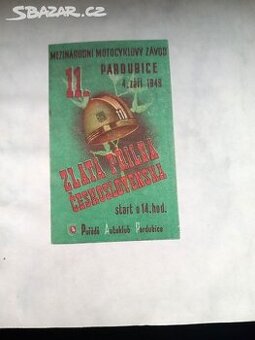 SBAZAR.CZ
MEZINÁRODNÍ MOTOCYKLOVÝ ZÁVOD
11.
PARDUBICE
4. září 1949
ZLATÁ PŘILBA
ČESKOSLOVENSKA
start v 14. hod.
Pořádá Autoklub Pardubice